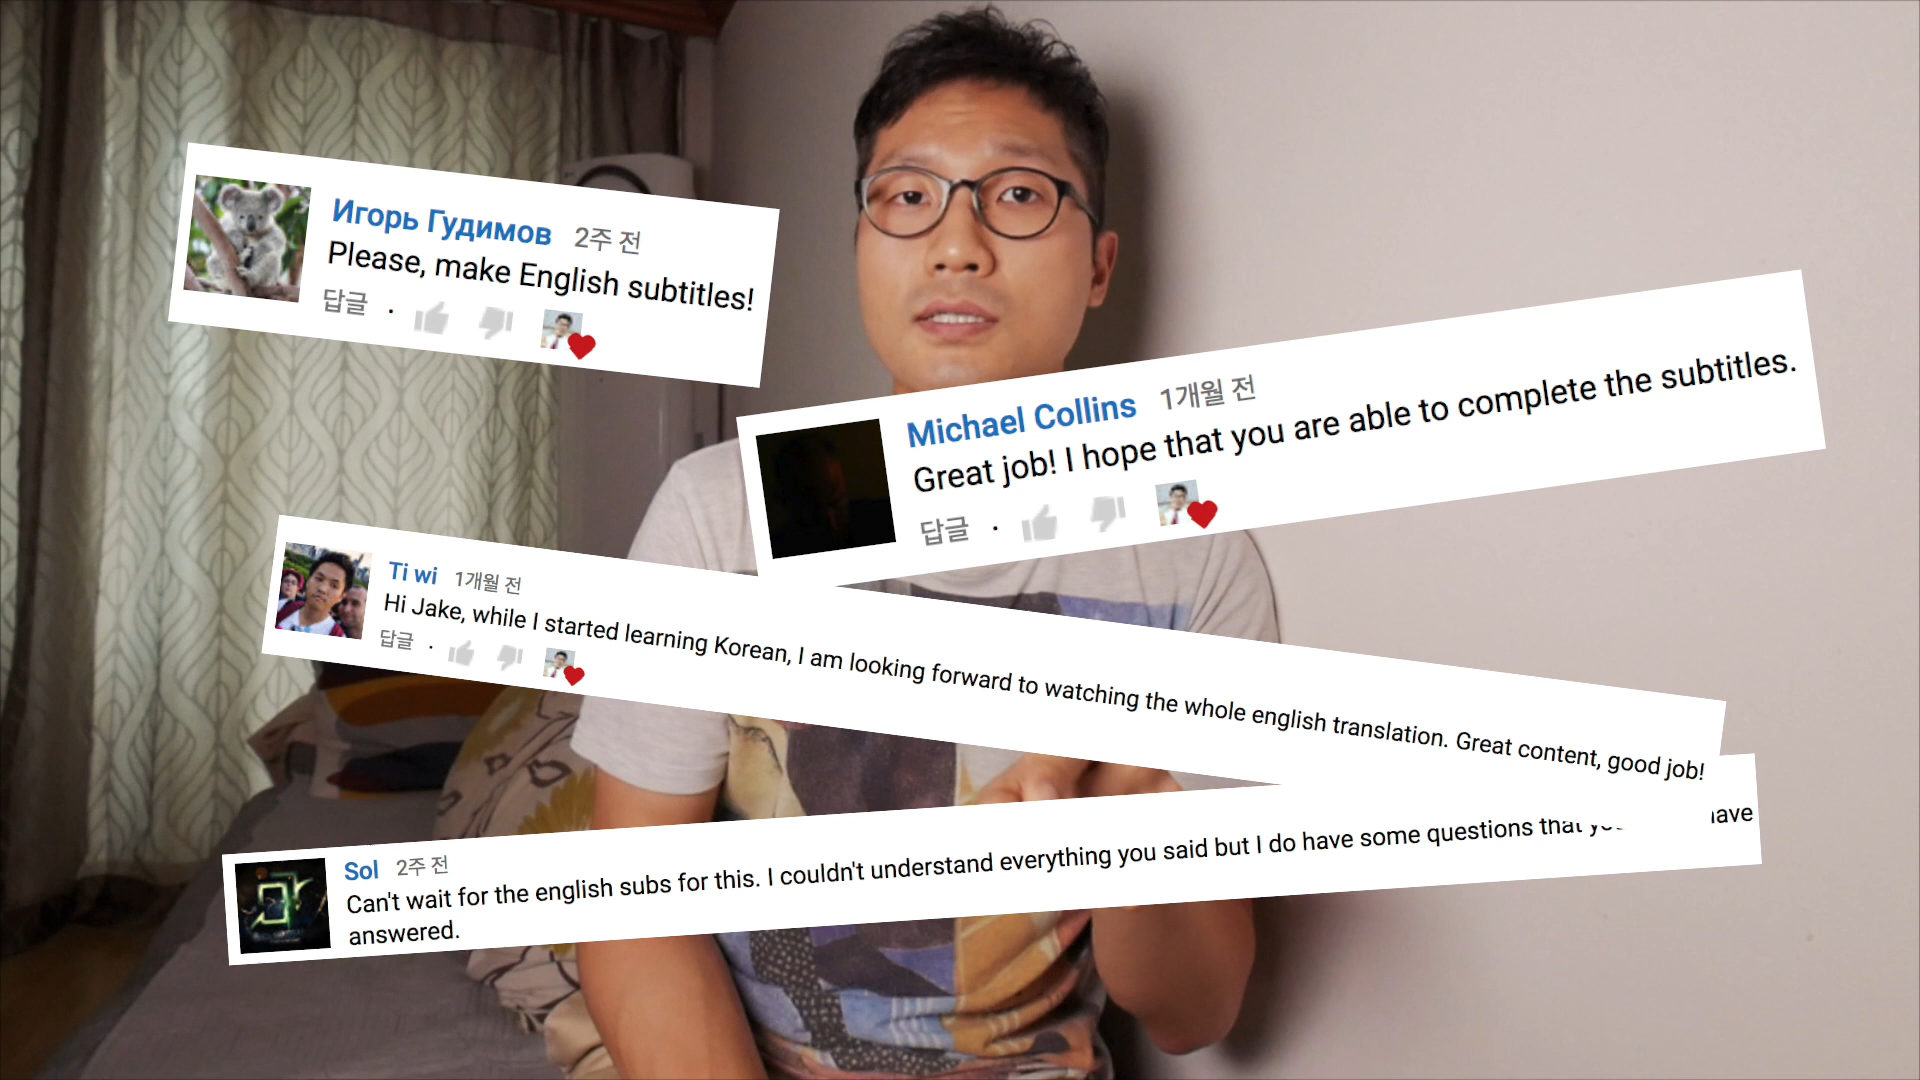 Игорь Гудимов 2주 전
Please, make English subtitles!
답글 ·
Michael Collins 1개월 전
Great job! I hope that you are able to complete the subtitles.
답글 ·
Ti wi 1개월 전
Hi Jake, while I started learning Korean, I am looking forward to watching the whole english translation. Great content, good job!
답글 ·
Sol 2주 전
Can't wait for the english subs for this. I couldn't understand everything you said but I do have some questions that
answered.